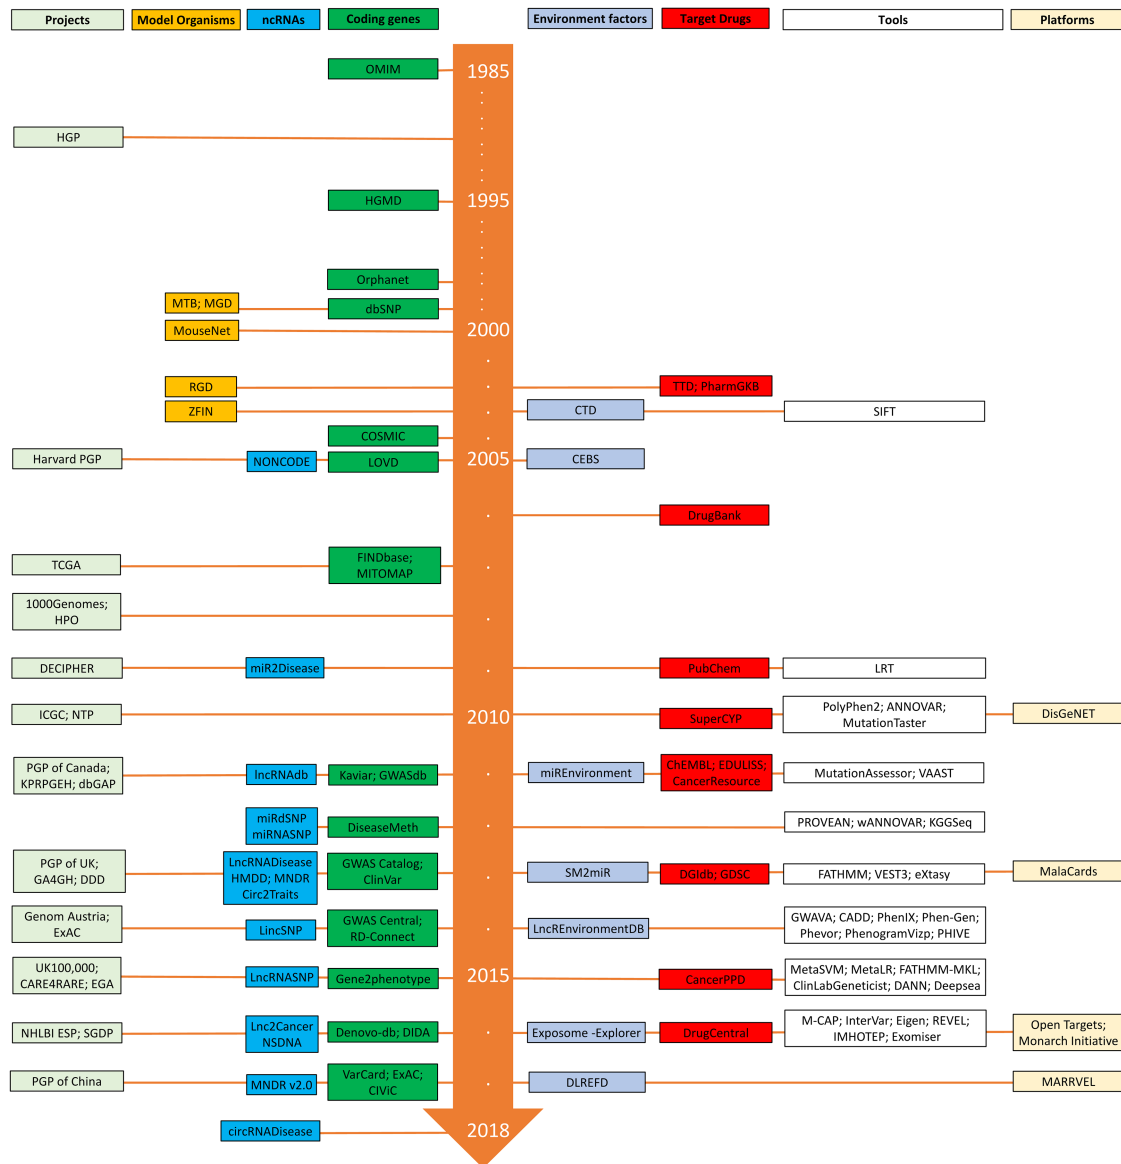 Projects
Model Organisms
ncRNAs
Coding genes
Environment factors
Target Drugs
Tools
Platforms
OMIM
1985
HGP
HGMD
1995
Orphanet
MTB; MGD
dbSNP
MouseNet
2000
RGD
TTD; PharmGKB
ZFIN
CTD
SIFT
COSMIC
Harvard PGP
NONCODE
LOVD
2005
CEBS
DrugBank
TCGA
FINDbase;
MITOMAP
1000Genomes;
HPO
DECIPHER
miR2Disease
PubChem
LRT
ICGC; NTP
2010
SuperCYP
PolyPhen2; ANNOVAR;
MutationTaster
DisGeNET
PGP of Canada;
KPRPGEH; dbGAP
lncRNAdb
Kaviar; GWASdb
miREnvironment
ChEMBL; EDULISS;
CancerResource
MutationAssessor; VAAST
miRdSNP
miRNASNP
DiseaseMeth
PROVEAN; wANNOVAR; KGGSeq
PGP of UK;
GA4GH; DDD
LncRNADisease
HMDD; MNDR
Circ2Traits
GWAS Catalog;
ClinVar
SM2miR
DGIdb; GDSC
FATHMM; VEST3; eXtasy
MalaCards
Genom Austria;
ExAC
LincSNP
GWAS Central;
RD-Connect
LncREnvironmentDB
GWAVA; CADD; PhenIX; Phen-Gen;
Phevor; PhenogramVizp; PHIVE
UK100,000;
CARE4RARE; EGA
LncRNASNP
Gene2phenotype
2015
CancerPPD
MetaSVM; MetaLR; FATHMM-MKL;
ClinLabGeneticist; DANN; Deepsea
NHLBI ESP; SGDP
Lnc2Cancer
NSDNA
Denovo-db; DIDA
Exposome -Explorer
DrugCentral
M-CAP; InterVar; Eigen; REVEL;
IMHOTEP; Exomiser
Open Targets;
Monarch Initiative
PGP of China
MNDR v2.0
VarCard; ExAC;
CIViC
DLREFD
MARRVEL
circRNADisease
2018